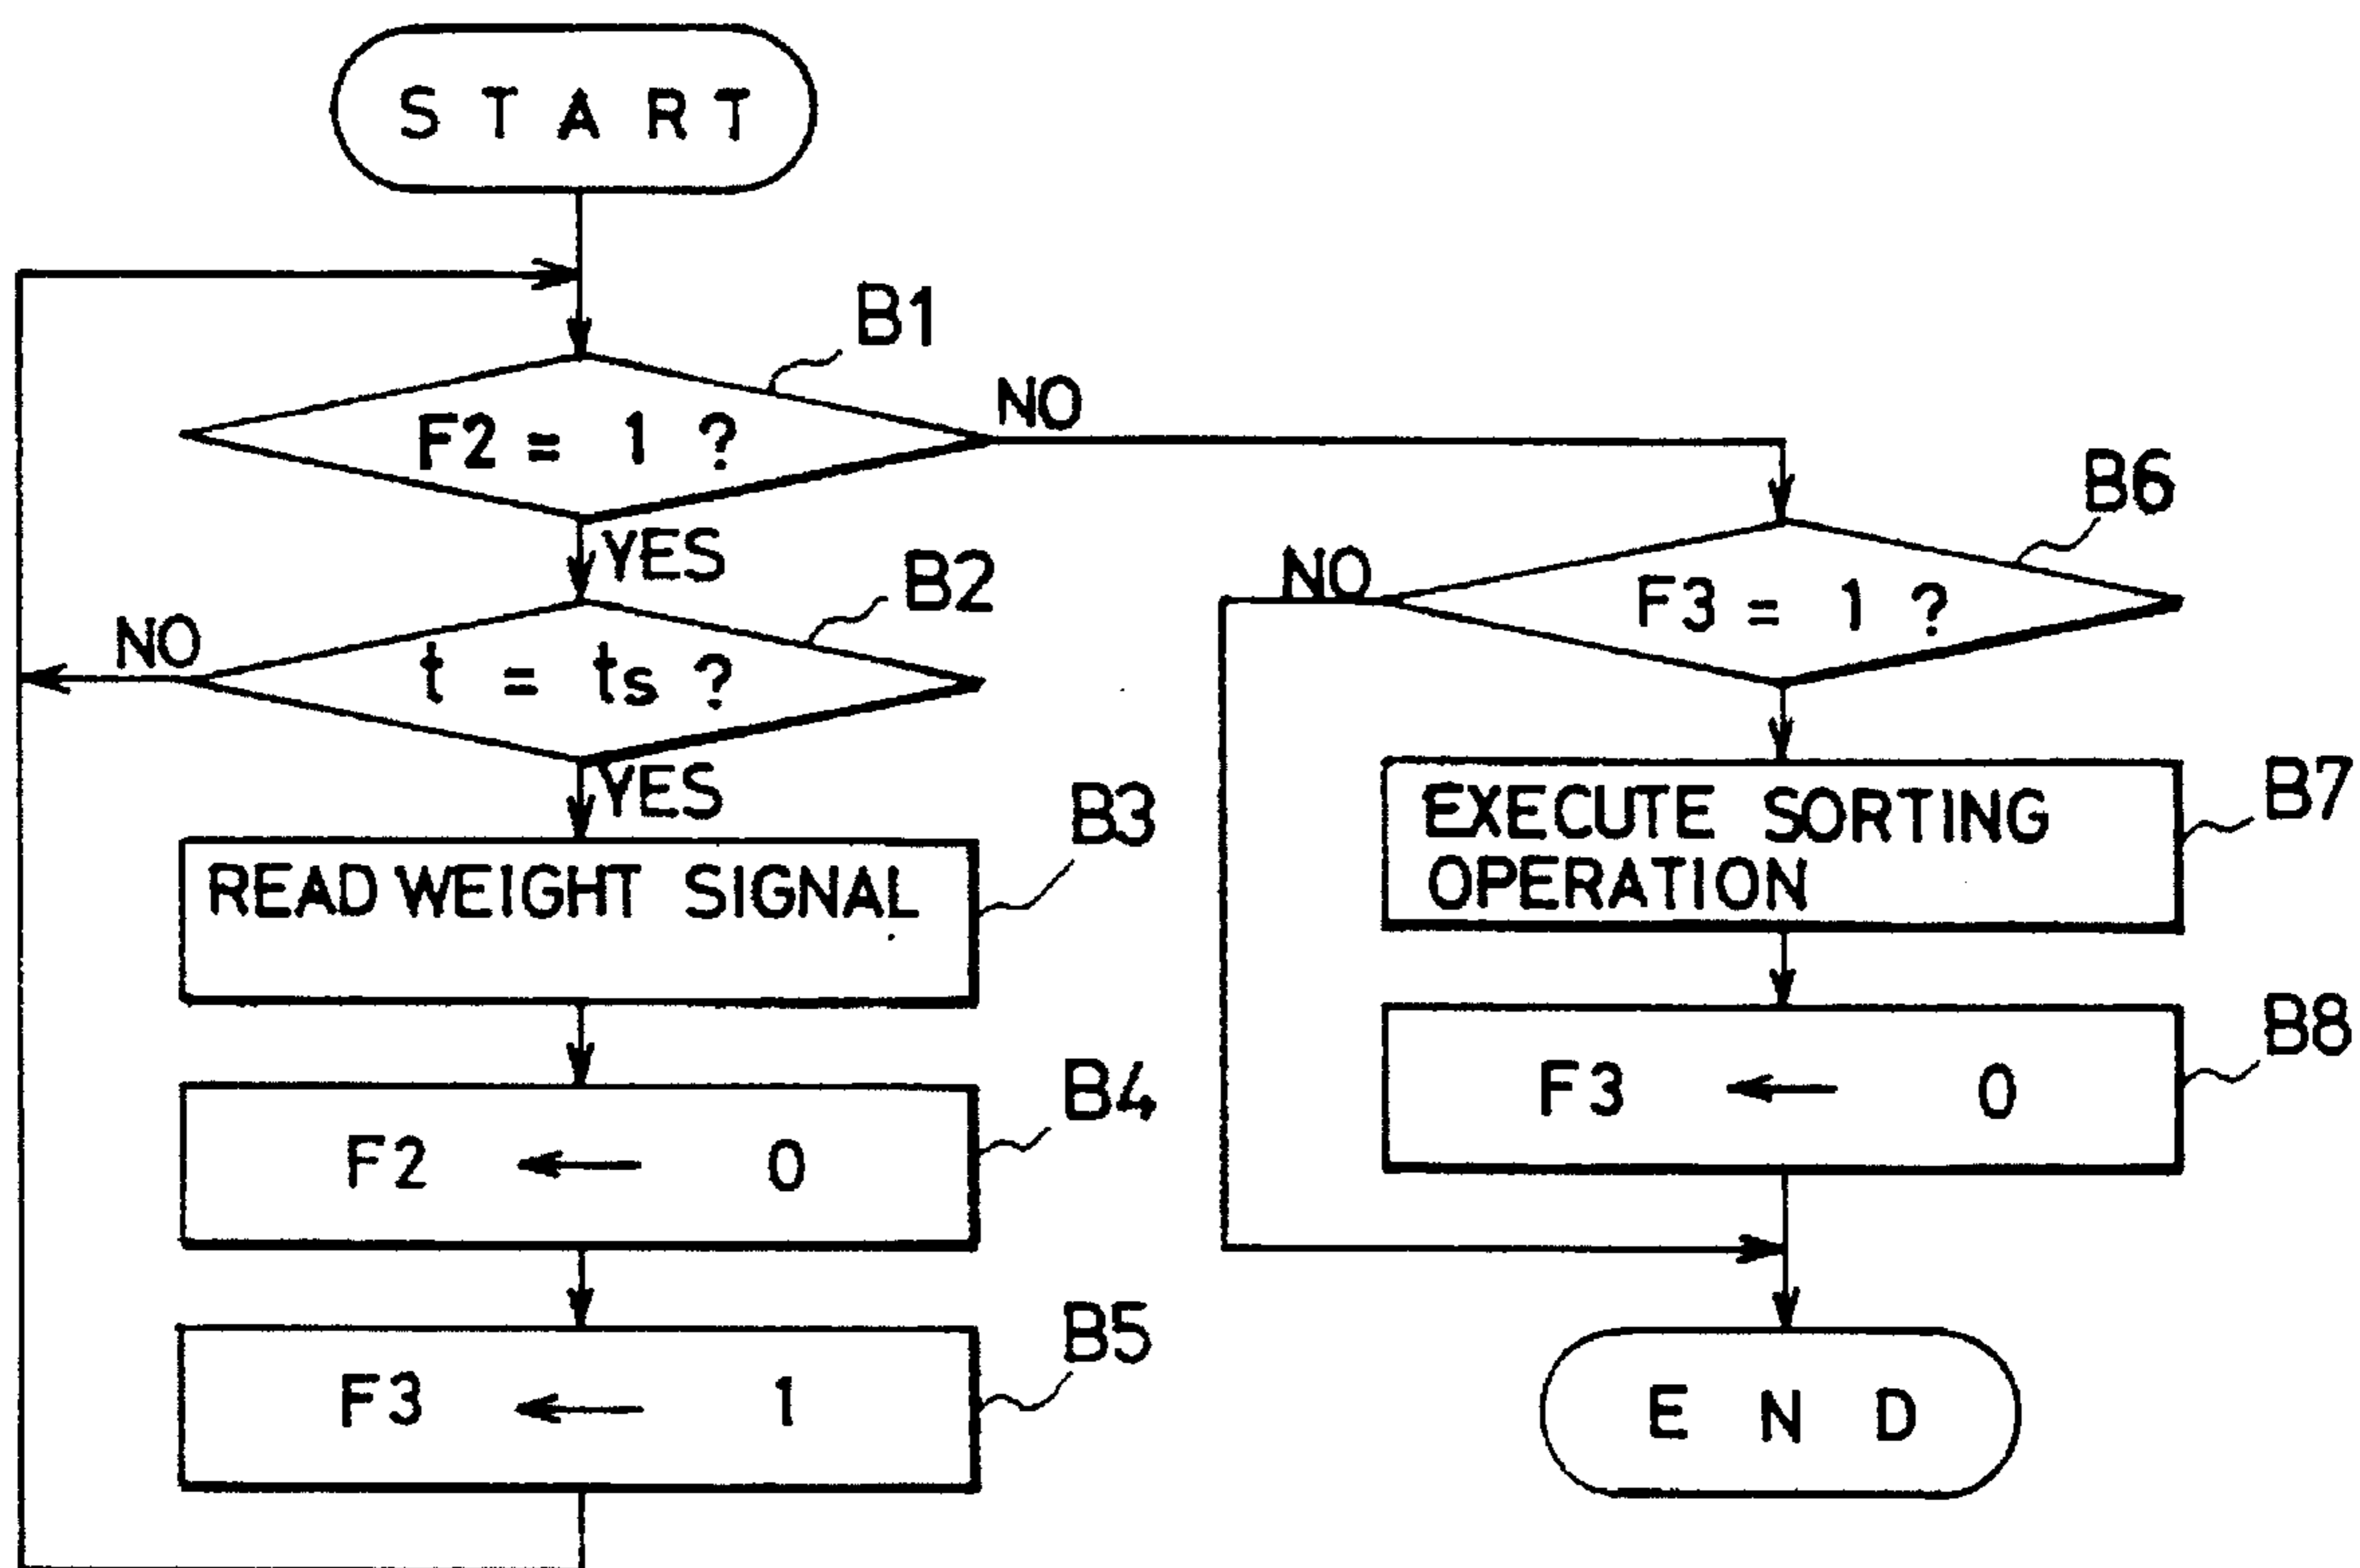 START
B1
F2 = 1 ?
NO
YES
B2
t = ts ?
NO
YES
B3
READ WEIGHT SIGNAL
B4
F2 ← 0
B5
F3 ← 1
B6
F3 = 1 ?
NO
B7
EXECUTE SORTING
OPERATION
B8
F3 ← 0
END